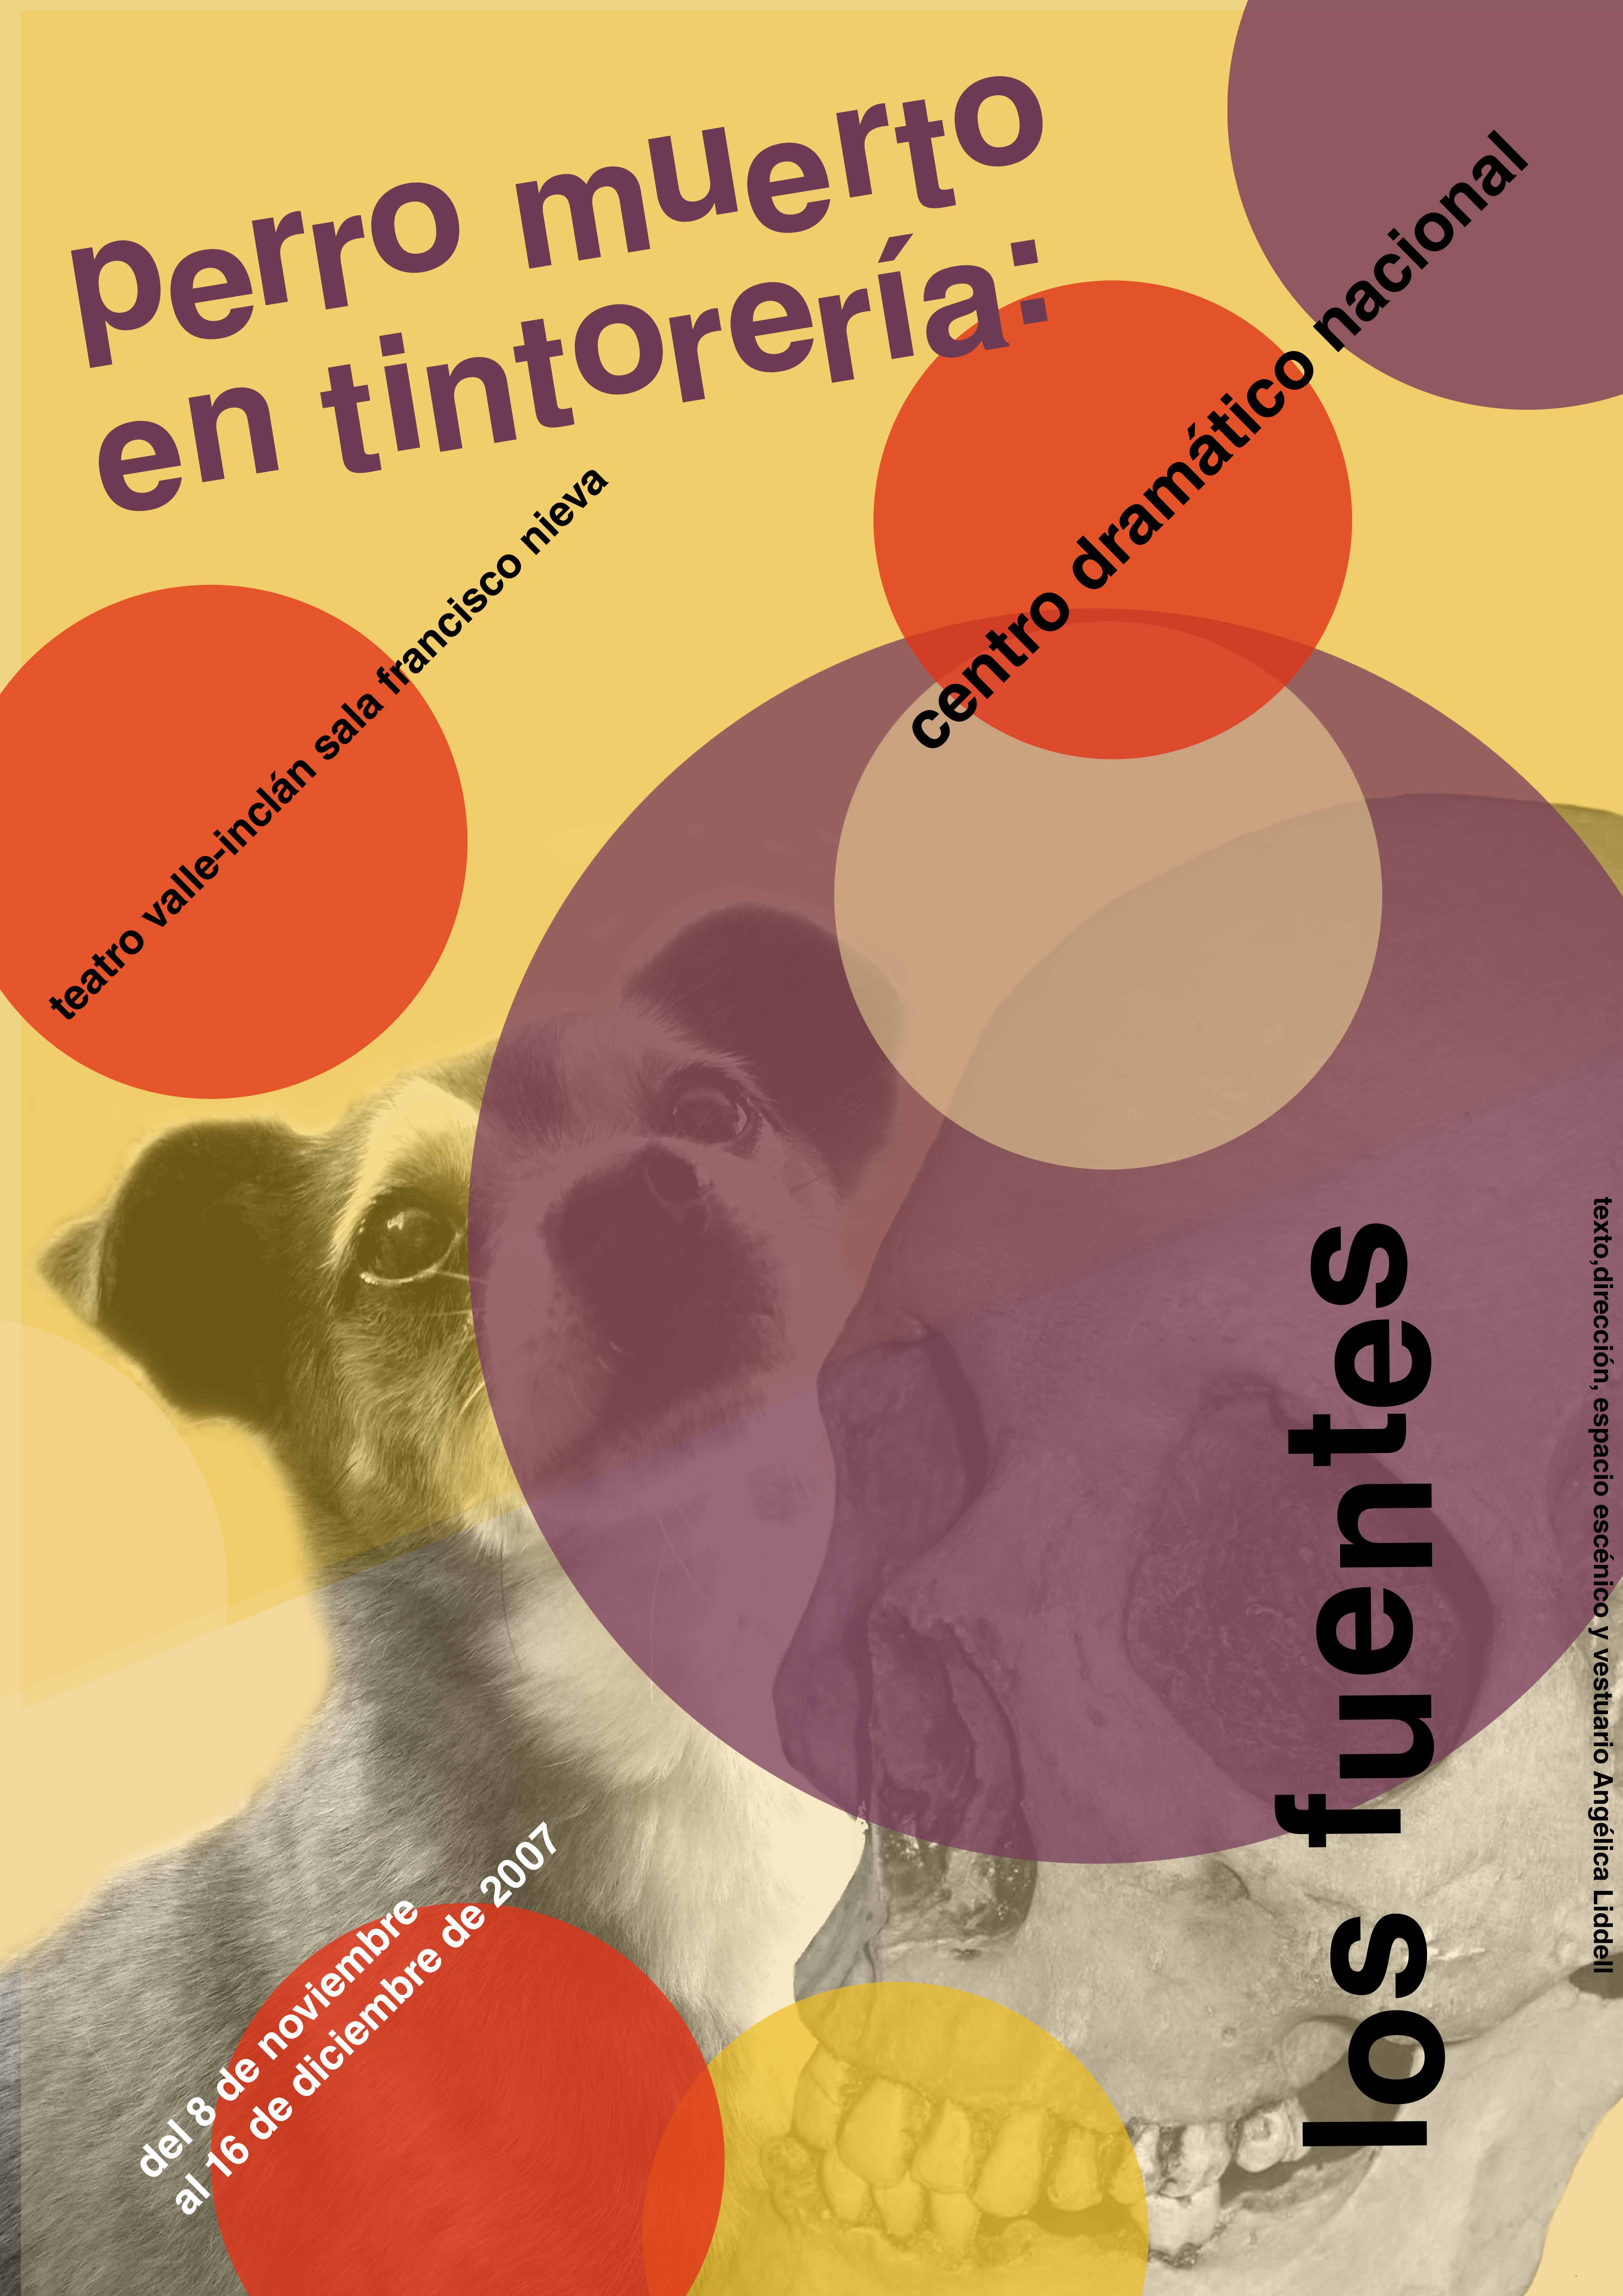 perro muerto
en tintorería:
centro dramático nacional
teatro valle-inclán sala francisco nieva
los fuentes
texto,dirección, espacio escénico y vestuario Angélica Liddell
del 8 de noviembre
al 16 de diciembre de 2007